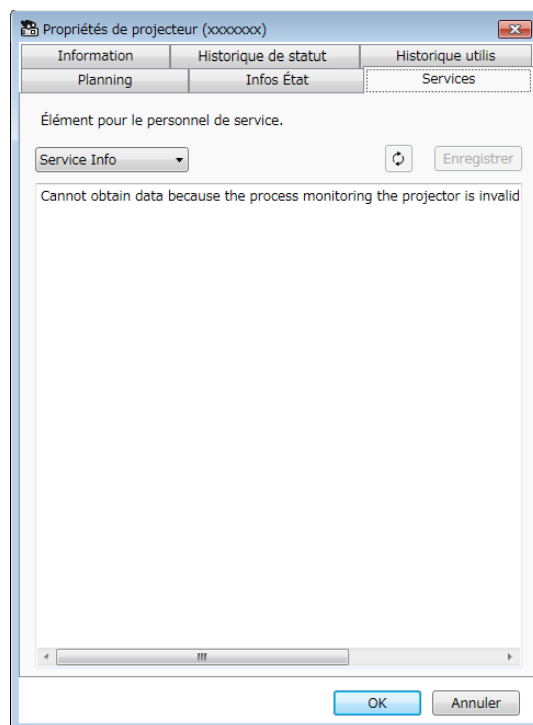 Propriétés de projecteur (xxxxxxx)
Information Historique de statut Historique utilis
Planning Infos État Services
Élément pour le personnel de service.
Service Info Enregistrer
Cannot obtain data because the process monitoring the projector is invalid
OK Annuler